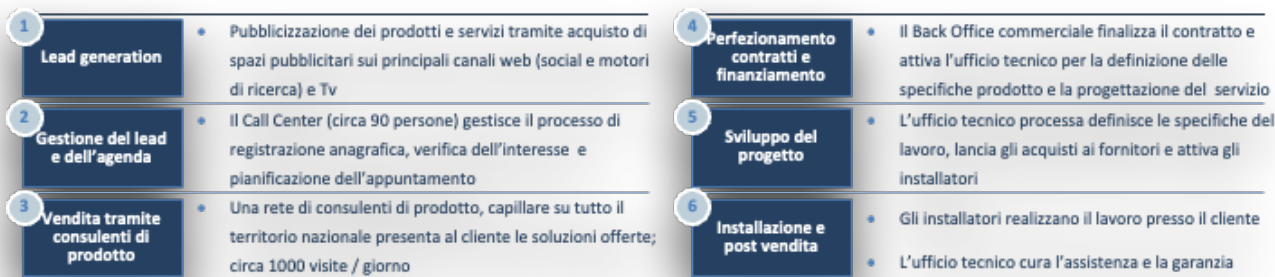 1
Lead generation
• Pubblicizzazione dei prodotti e servizi tramite acquisto di
spazi pubblicitari sui principali canali web (social e motori
di ricerca) e Tv
2
Gestione del lead
e dell'agenda
• Il Call Center (circa 90 persone) gestisce il processo di
registrazione anagrafica, verifica dell'interesse e
pianificazione dell'appuntamento
3
Vendita tramite
consulenti di
prodotto
• Una rete di consulenti di prodotto, capillare su tutto il
territorio nazionale presenta al cliente le soluzioni offerte;
circa 1000 visite / giorno
4
Perfezionamento
contratti e
finanziamento
• Il Back Office commerciale finalizza il contratto e
attiva l'ufficio tecnico per la definizione delle
specifiche prodotto e la progettazione del servizio
5
Sviluppo del
progetto
• L'ufficio tecnico processa definisce le specifiche del
lavoro, lancia gli acquisti ai fornitori e attiva gli
installatori
6
Installazione e
post vendita
• Gli installatori realizzano il lavoro presso il cliente
• L'ufficio tecnico cura l'assistenza e la garanzia